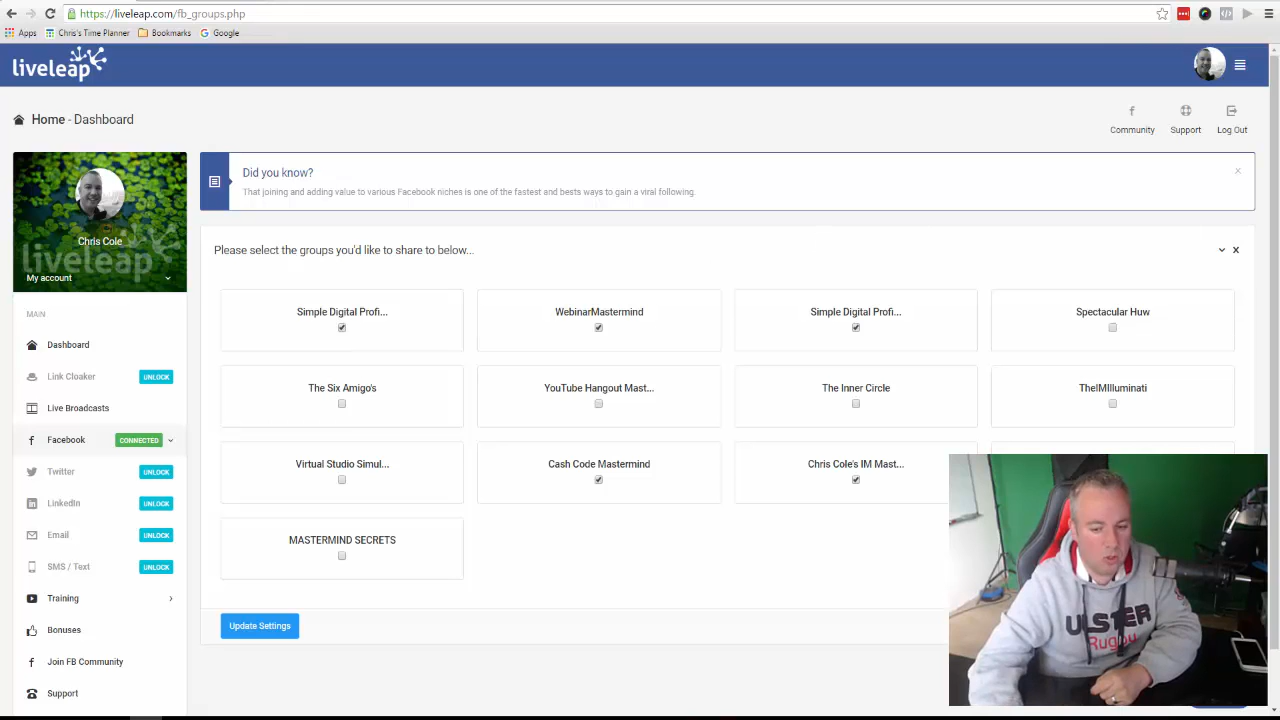 https://liveleap.com/fb_groups.php
Apps Chris's Time Planner Bookmarks Google
liveleap
Home - Dashboard
Community Support Log Out
Chris Cole
liveleap
My account
MAIN
Dashboard
Link Cloaker UNLOCK
Live Broadcasts
Facebook CONNECTED
Twitter UNLOCK
LinkedIn UNLOCK
Email UNLOCK
SMS / Text UNLOCK
Training
Bonuses
Join FB Community
Support
Did you know?
That joining and adding value to various Facebook niches is one of the fastest and bests ways to gain a viral following.
Please select the groups you'd like to share to below...
Simple Digital Profi... WebinarMastermind Simple Digital Profi... Spectacular Huw
The Six Amigo's YouTube Hangout Mast... The Inner Circle TheIMIlluminati
Virtual Studio Simul... Cash Code Mastermind Chris Cole's IM Mast...
MASTERMIND SECRETS
Update Settings
ULSTER
Rugby